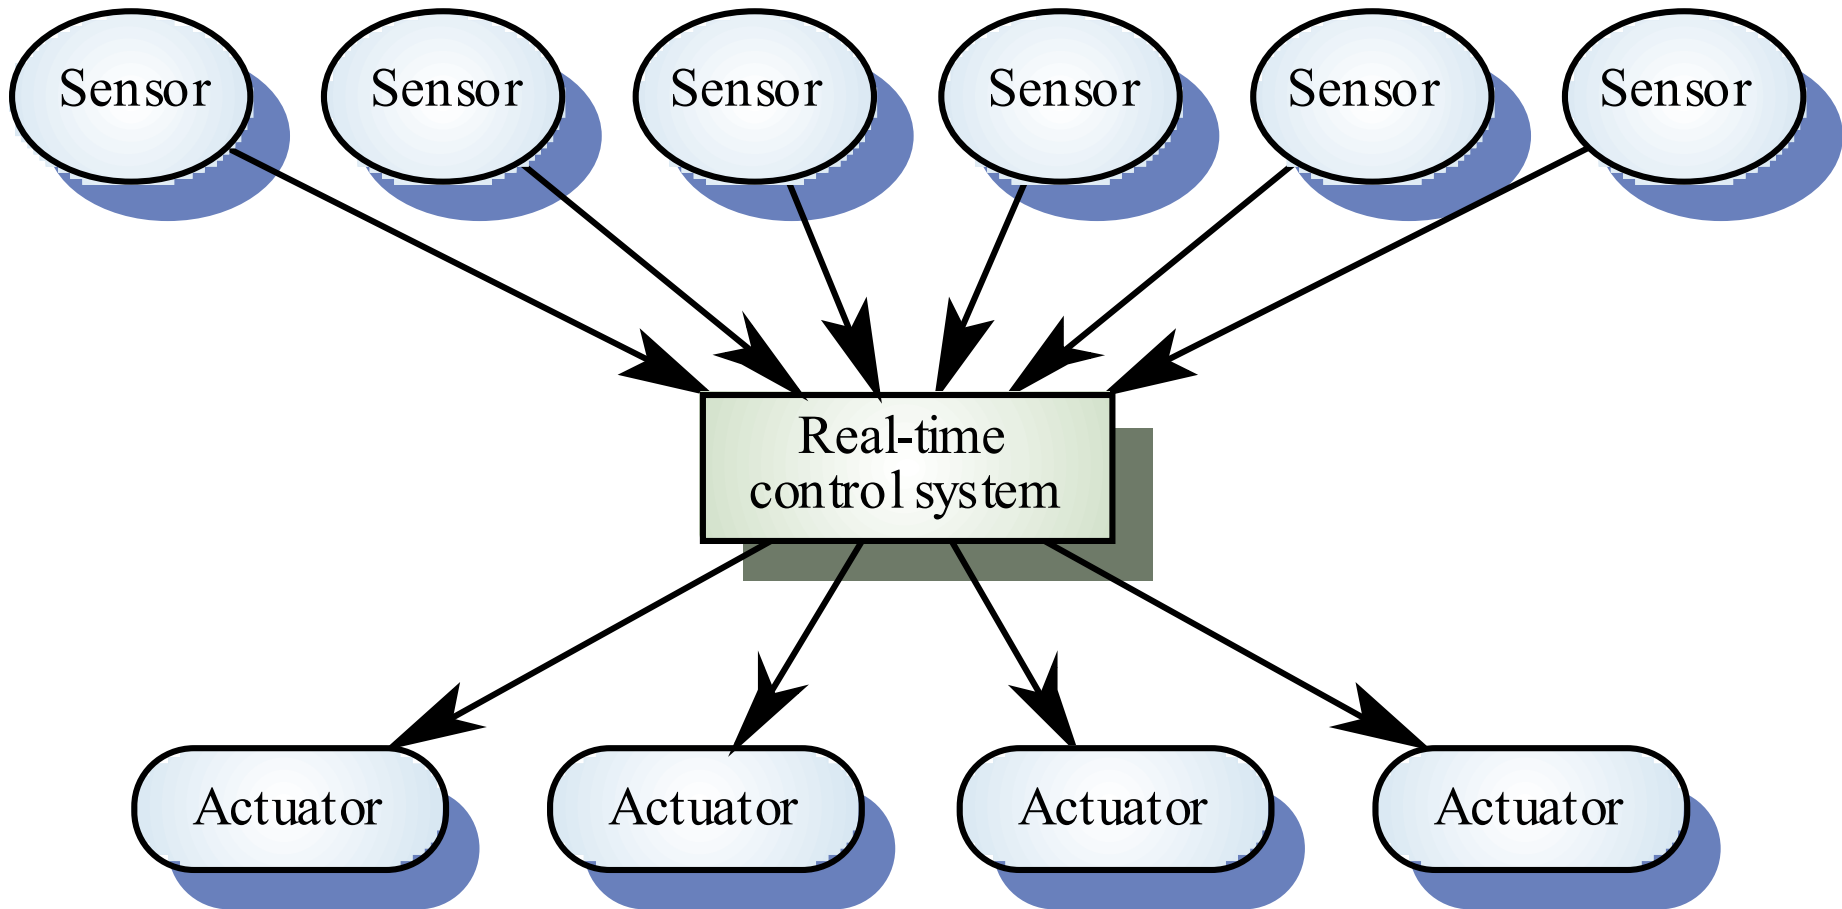 Sensor
Sensor
Sensor
Sensor
Sensor
Sensor
Real-time
control system
Actuator
Actuator
Actuator
Actuator